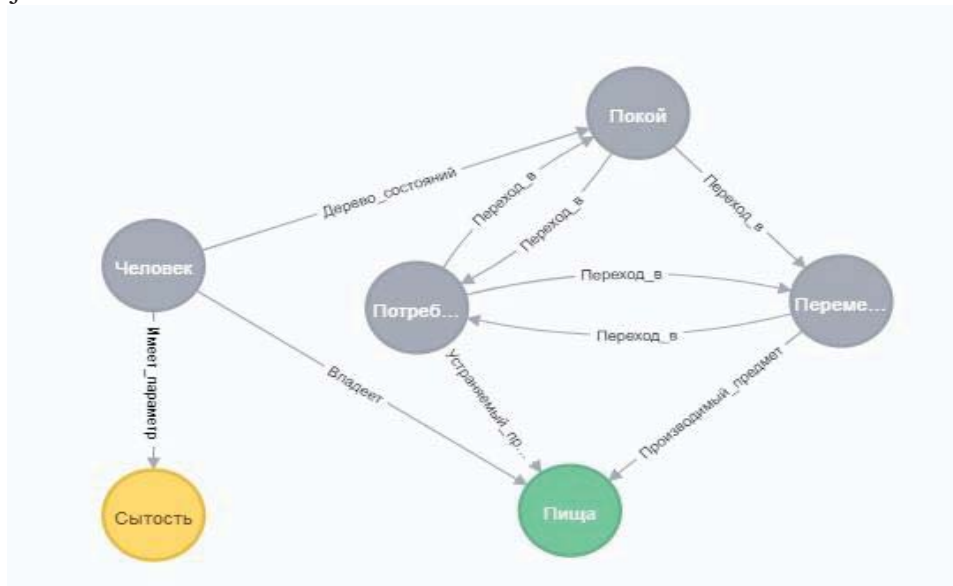 Покой
Дерево_состояний
Переход_в
Переход_в
Переход_в
Человек
Переход_в
Потреб...
Переме...
Переход_в
Имеет_параметр
Владеет
Устраняемый_пр...
Производимый_предмет
Сытость
Пища